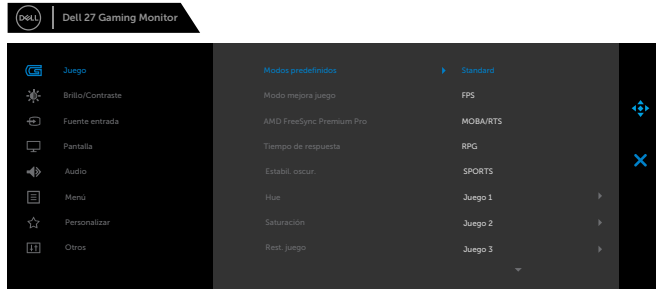 DELL
Dell 27 Gaming Monitor
Juego
Modos predefinidos
Standard
Brillo/Contraste
Modo mejora juego
FPS
Fuente entrada
AMD FreeSync Premium Pro
MOBA/RTS
Pantalla
Tiempo de respuesta
RPG
Audio
Estabil. oscur.
SPORTS
Menú
Hue
Juego 1
Personalizar
Saturación
Juego 2
Otros
Rest. juego
Juego 3